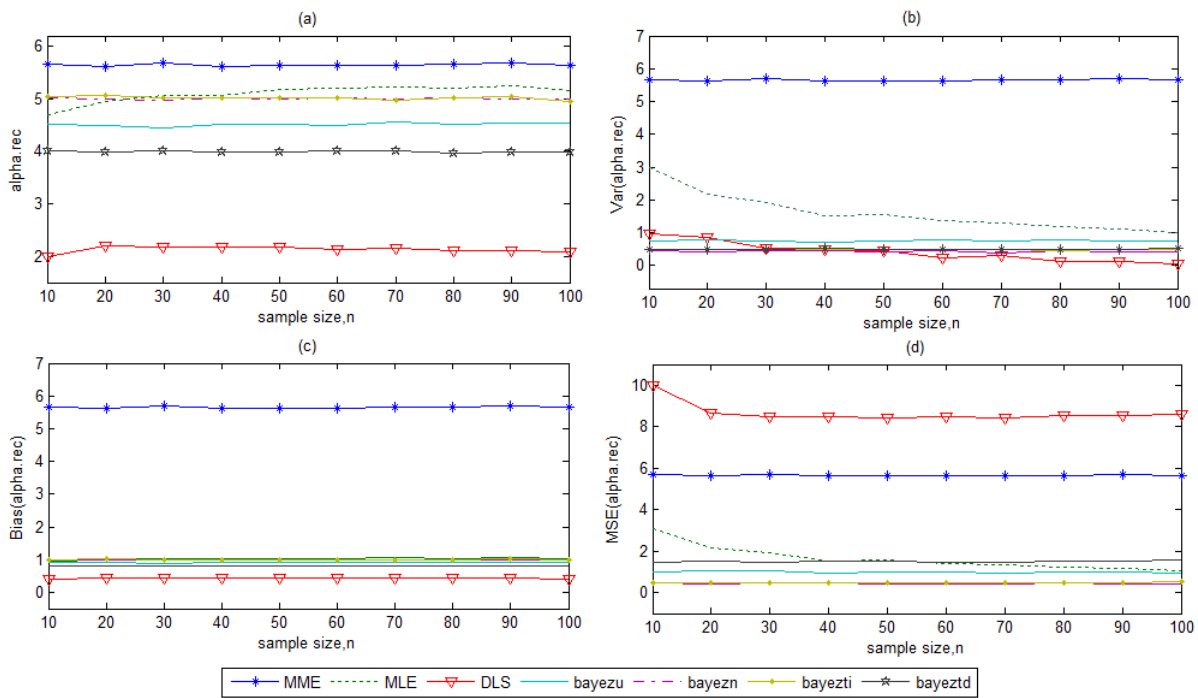 (a)
6
5
4
3
2
alpha.rec
10 20 30 40 50 60 70 80 90 100
sample size,n
(b)
7
6
5
4
3
2
1
0
Var(alpha.rec)
10 20 30 40 50 60 70 80 90 100
sample size,n
(c)
7
6
5
4
3
2
1
0
Bias(alpha.rec)
10 20 30 40 50 60 70 80 90 100
sample size,n
(d)
10
8
6
4
2
0
MSE(alpha.rec)
10 20 30 40 50 60 70 80 90 100
sample size,n
MME MLE DLS bayezu bayezn bayezti bayeztd